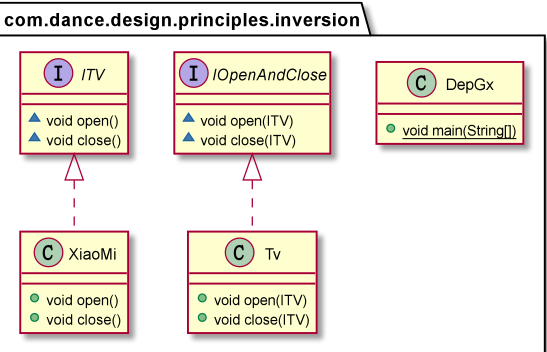 com.dance.design.principles.inversion
I ITV
void open()
void close()
I IOpenAndClose
void open(ITV)
void close(ITV)
C DepGx
void main(String[])
C XiaoMi
void open()
void close()
C Tv
void open(ITV)
void close(ITV)